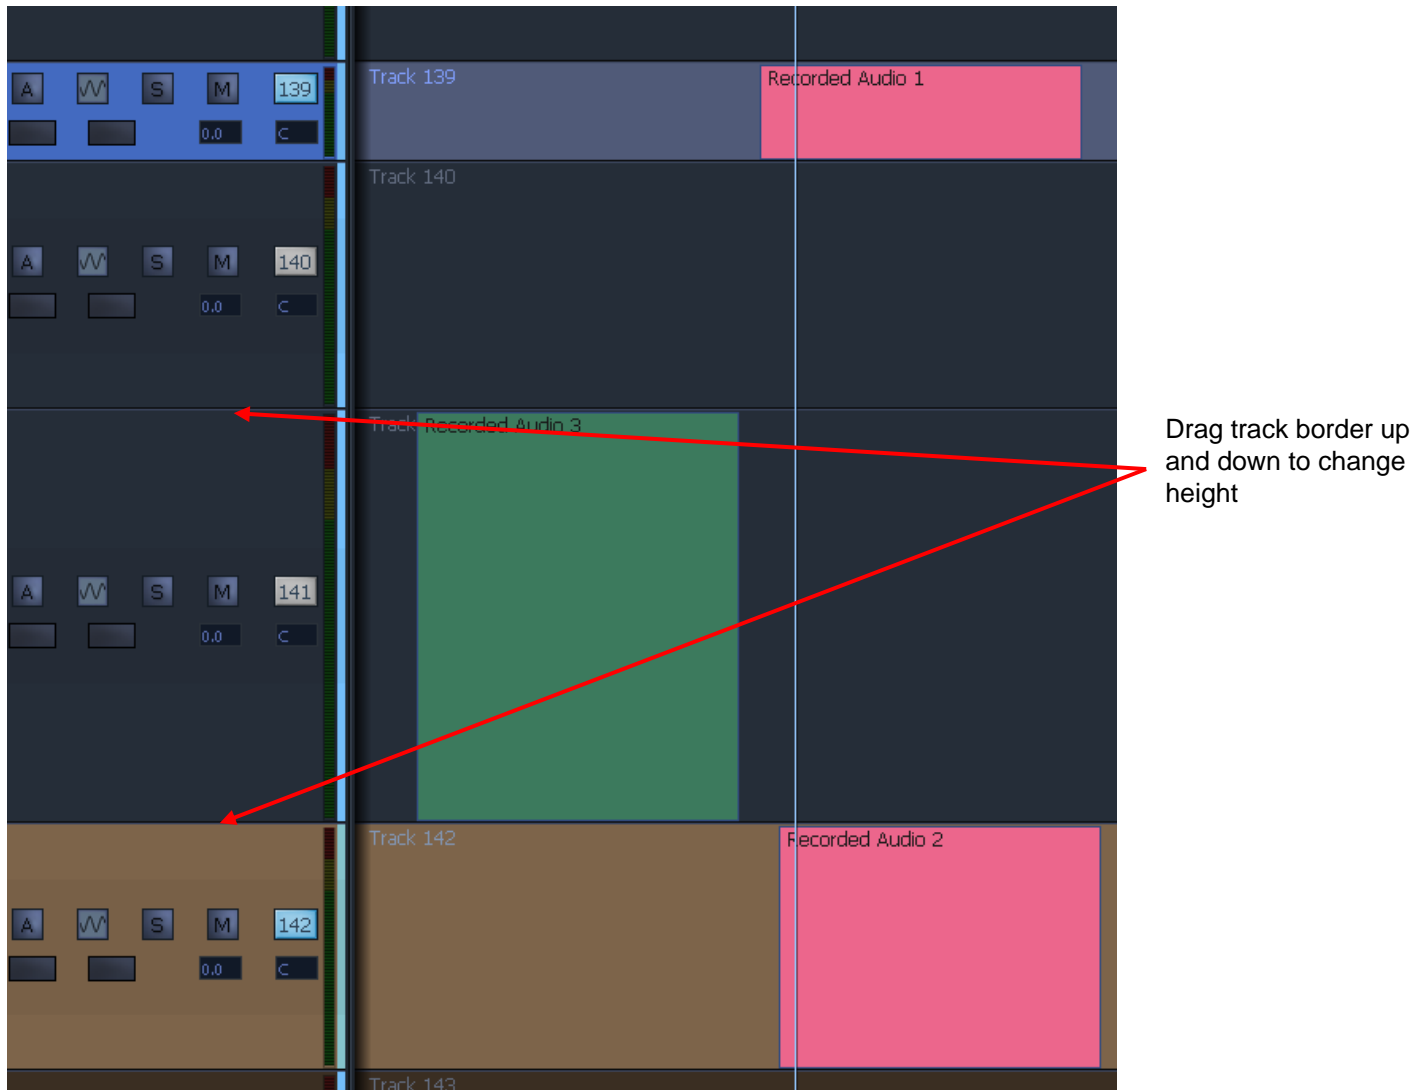 Track 139
Recorded Audio 1
A S M 139
0.0 C
Track 140
A S M 140
0.0 C
Track
Recorded Audio 3
Drag track border up
and down to change
height
A S M 141
0.0 C
Track 142
Recorded Audio 2
A S M 142
0.0 C
Track 143